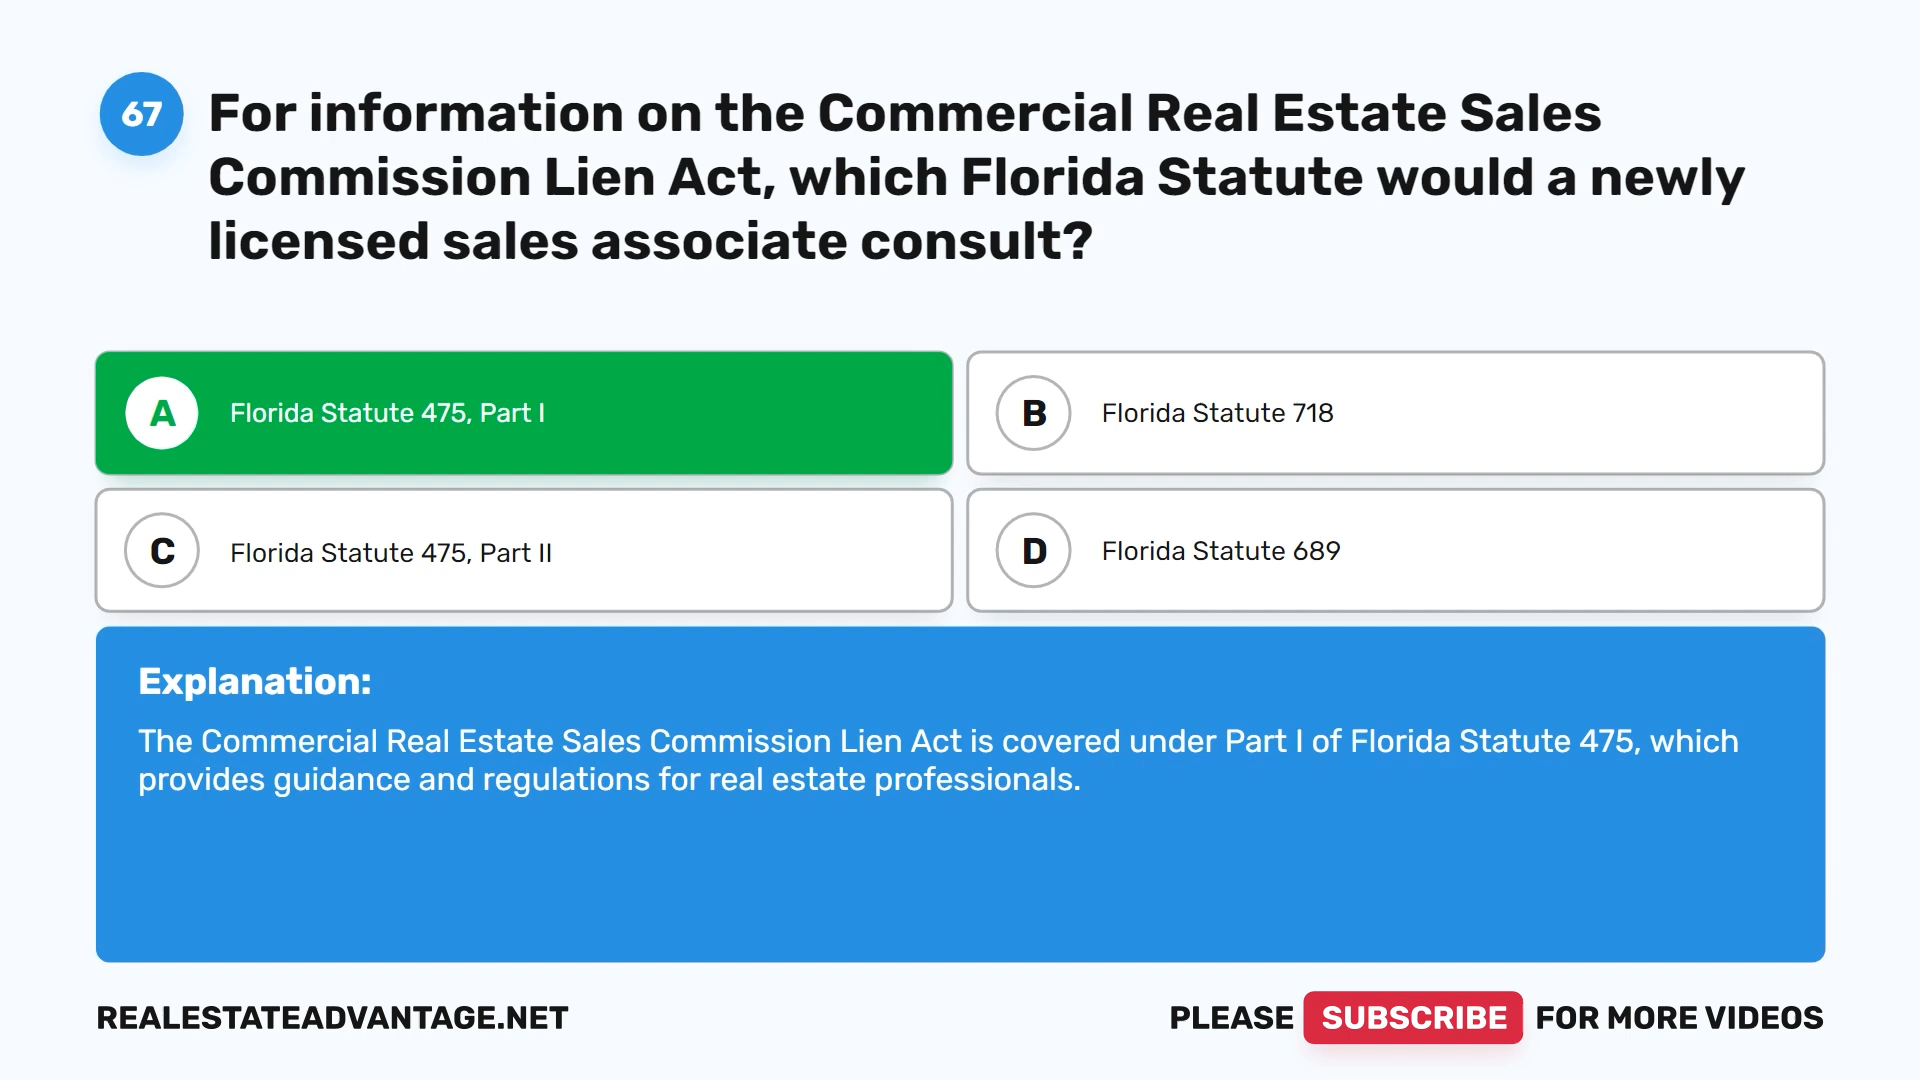 67
For information on the Commercial Real Estate Sales
Commission Lien Act, which Florida Statute would a newly
licensed sales associate consult?
A Florida Statute 475, Part I
B Florida Statute 718
C Florida Statute 475, Part II
D Florida Statute 689
Explanation:
The Commercial Real Estate Sales Commission Lien Act is covered under Part I of Florida Statute 475, which
provides guidance and regulations for real estate professionals.
REALESTATEADVANTAGE.NET
PLEASE SUBSCRIBE FOR MORE VIDEOS